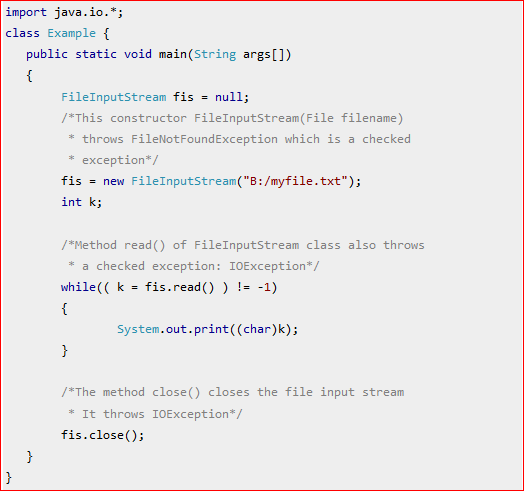 import java.io.*;
class Example {
public static void main(String args[])
{
FileInputStream fis = null;
/*This constructor FileInputStream(File filename)
* throws FileNotFoundException which is a checked
* exception*/
fis = new FileInputStream("B:/myfile.txt");
int k;
/*Method read() of FileInputStream class also throws
* a checked exception: IOException*/
while(( k = fis.read() ) != -1)
{
System.out.print((char)k);
}
/*The method close() closes the file input stream
* It throws IOException*/
fis.close();
}
}